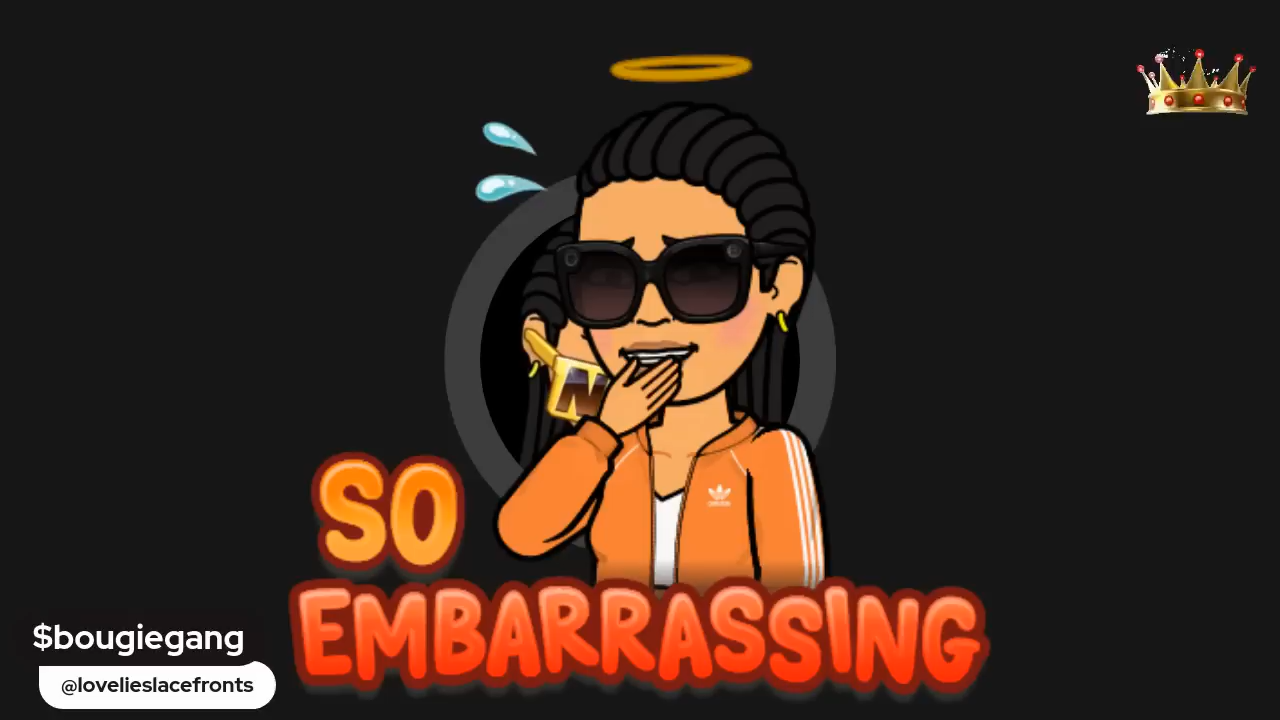 N
SO
EMBARRASSING
$bougiegang
@lovelieslacefronts